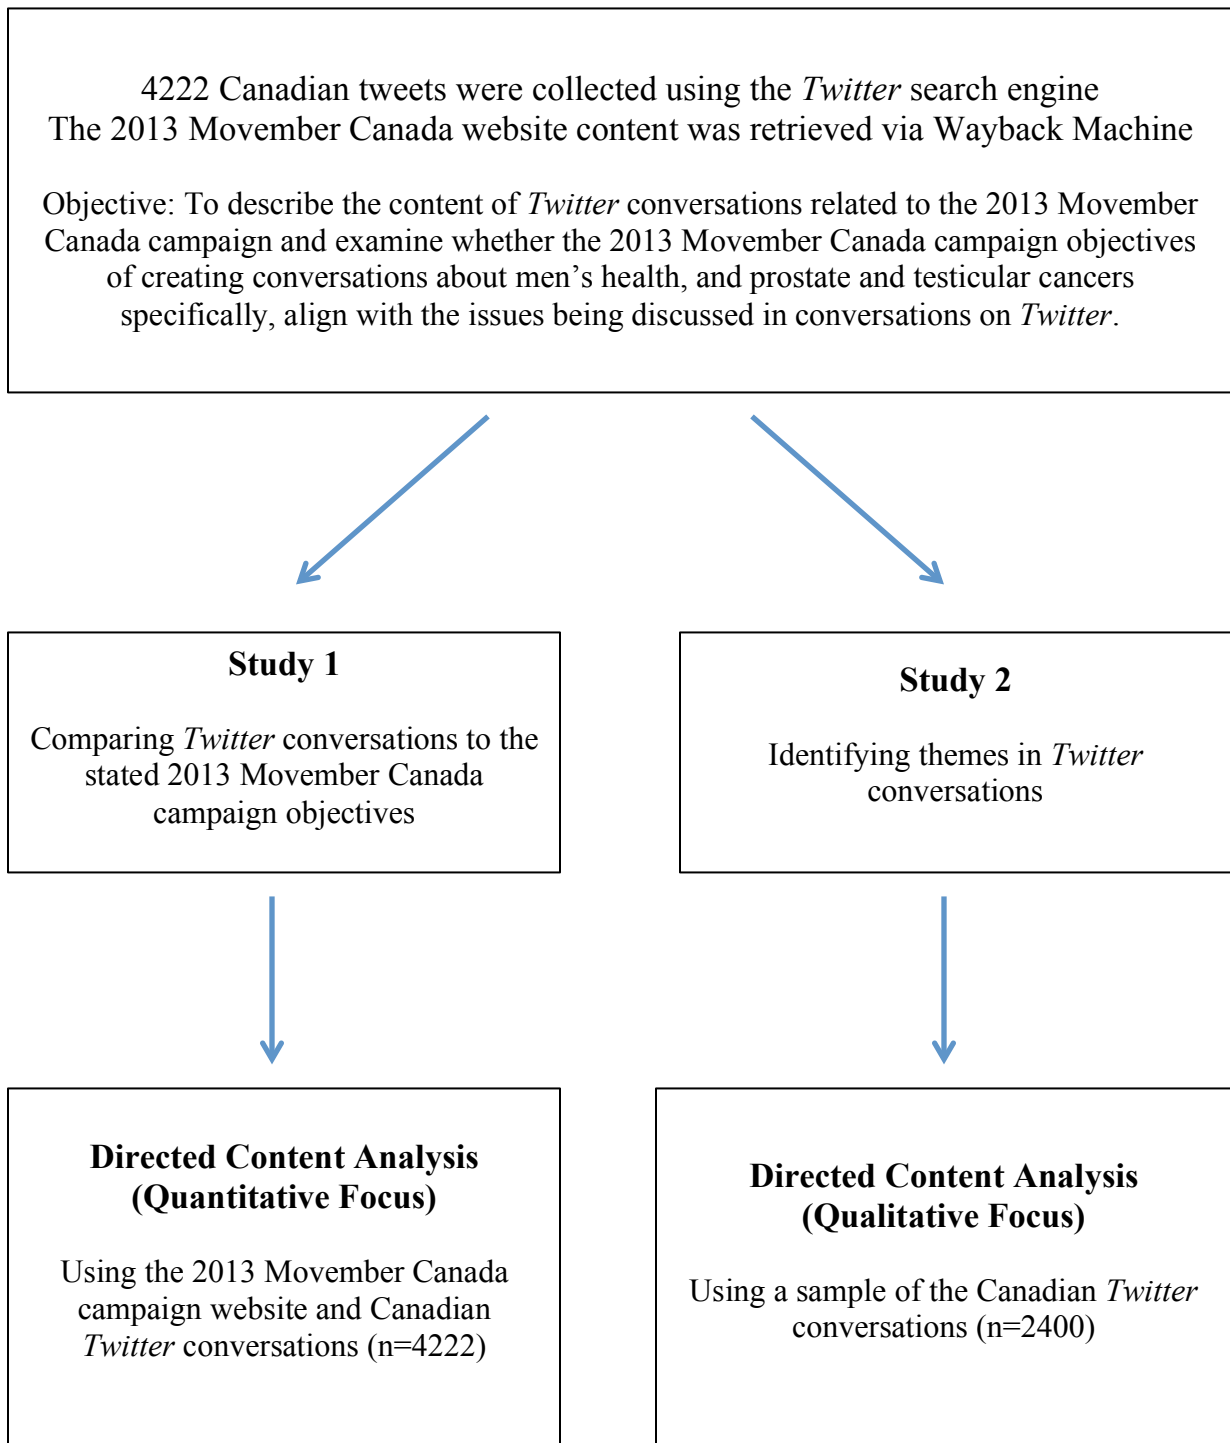 4222 Canadian tweets were collected using the Twitter search engine
The 2013 Movember Canada website content was retrieved via Wayback Machine
Objective: To describe the content of Twitter conversations related to the 2013 Movember
Canada campaign and examine whether the 2013 Movember Canada campaign objectives
of creating conversations about men’s health, and prostate and testicular cancers
specifically, align with the issues being discussed in conversations on Twitter.
Study 1
Comparing Twitter conversations to the
stated 2013 Movember Canada
campaign objectives
Study 2
Identifying themes in Twitter
conversations
Directed Content Analysis
(Quantitative Focus)
Using the 2013 Movember Canada
campaign website and Canadian
Twitter conversations (n=4222)
Directed Content Analysis
(Qualitative Focus)
Using a sample of the Canadian Twitter
conversations (n=2400)